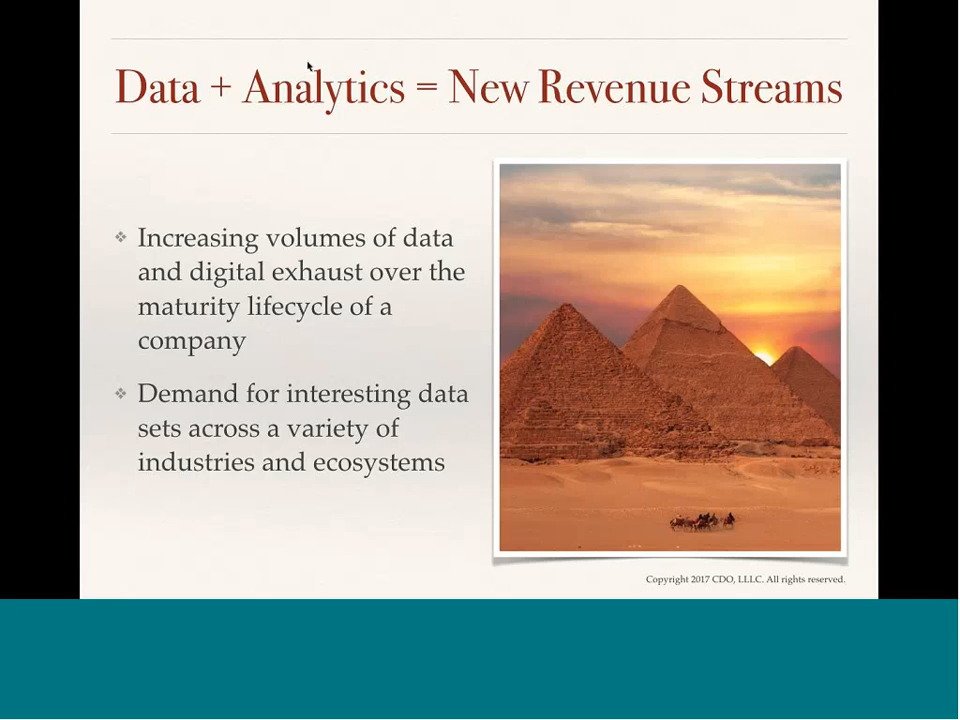 Data + Analytics = New Revenue Streams
❖ Increasing volumes of data
and digital exhaust over the
maturity lifecycle of a
company
❖ Demand for interesting data
sets across a variety of
industries and ecosystems
Copyright 2017 CDO, LLLC. All rights reserved.